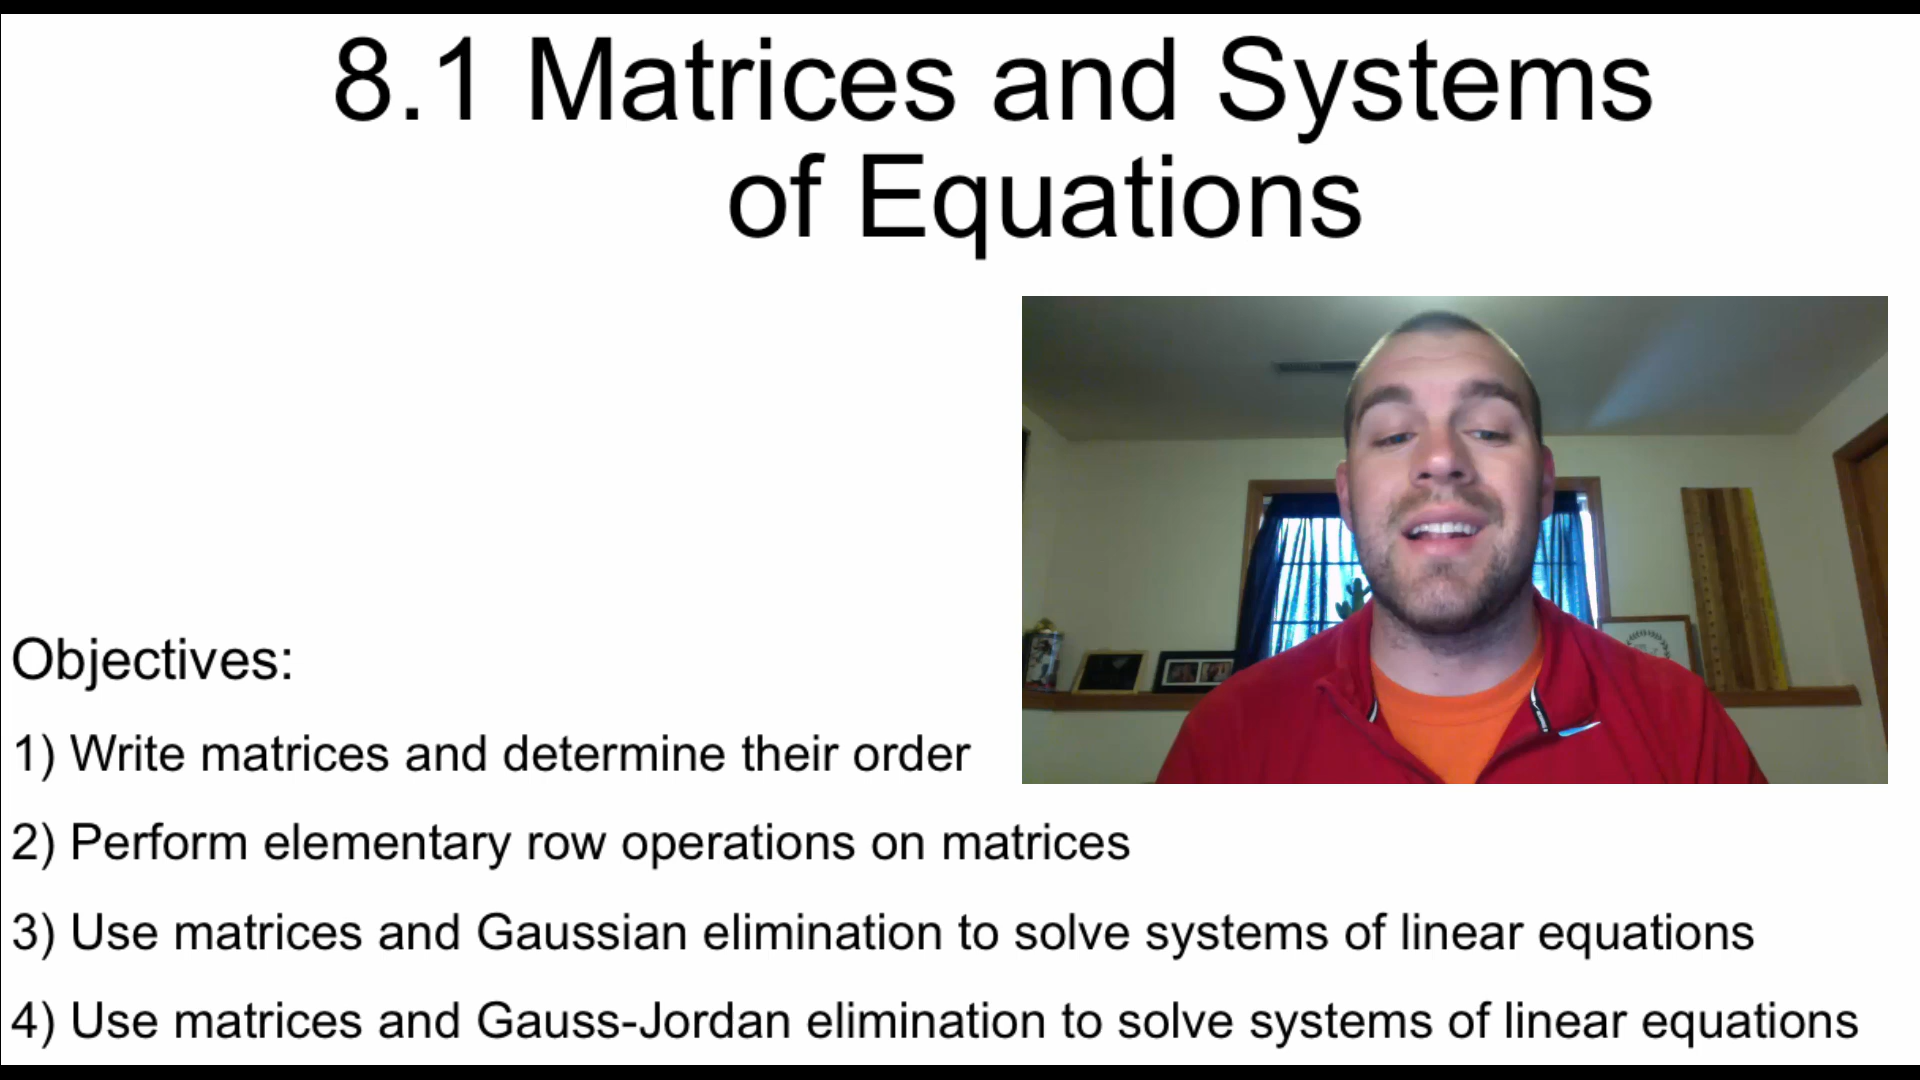 8.1 Matrices and Systems
of Equations
Objectives:
1) Write matrices and determine their order
2) Perform elementary row operations on matrices
3) Use matrices and Gaussian elimination to solve systems of linear equations
4) Use matrices and Gauss-Jordan elimination to solve systems of linear equations